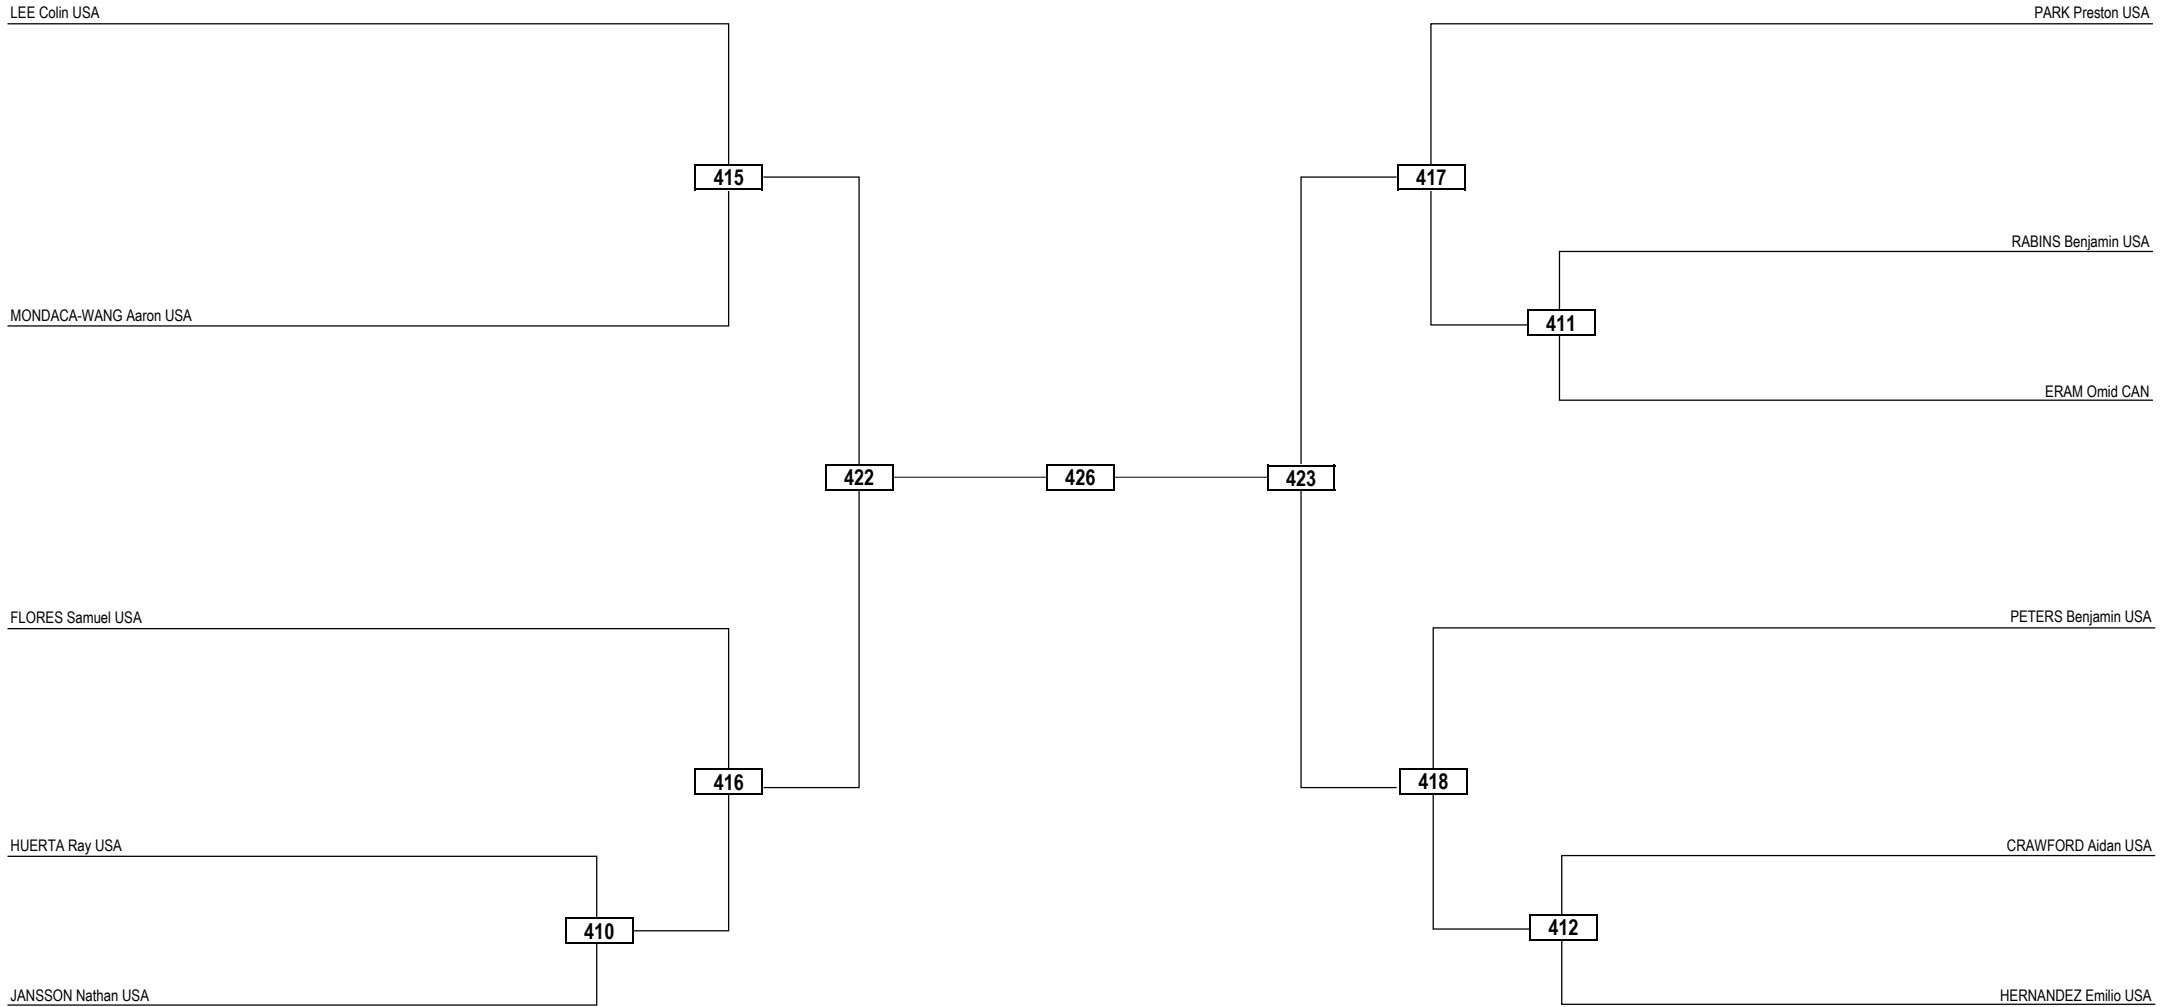 LEE Colin USA
PARK Preston USA
415
417
RABINS Benjamin USA
MONDACA-WANG Aaron USA
411
ERAM Omid CAN
422
426
423
FLORES Samuel USA
PETERS Benjamin USA
416
418
HUERTA Ray USA
CRAWFORD Aidan USA
410
412
JANSSON Nathan USA
HERNANDEZ Emilio USA